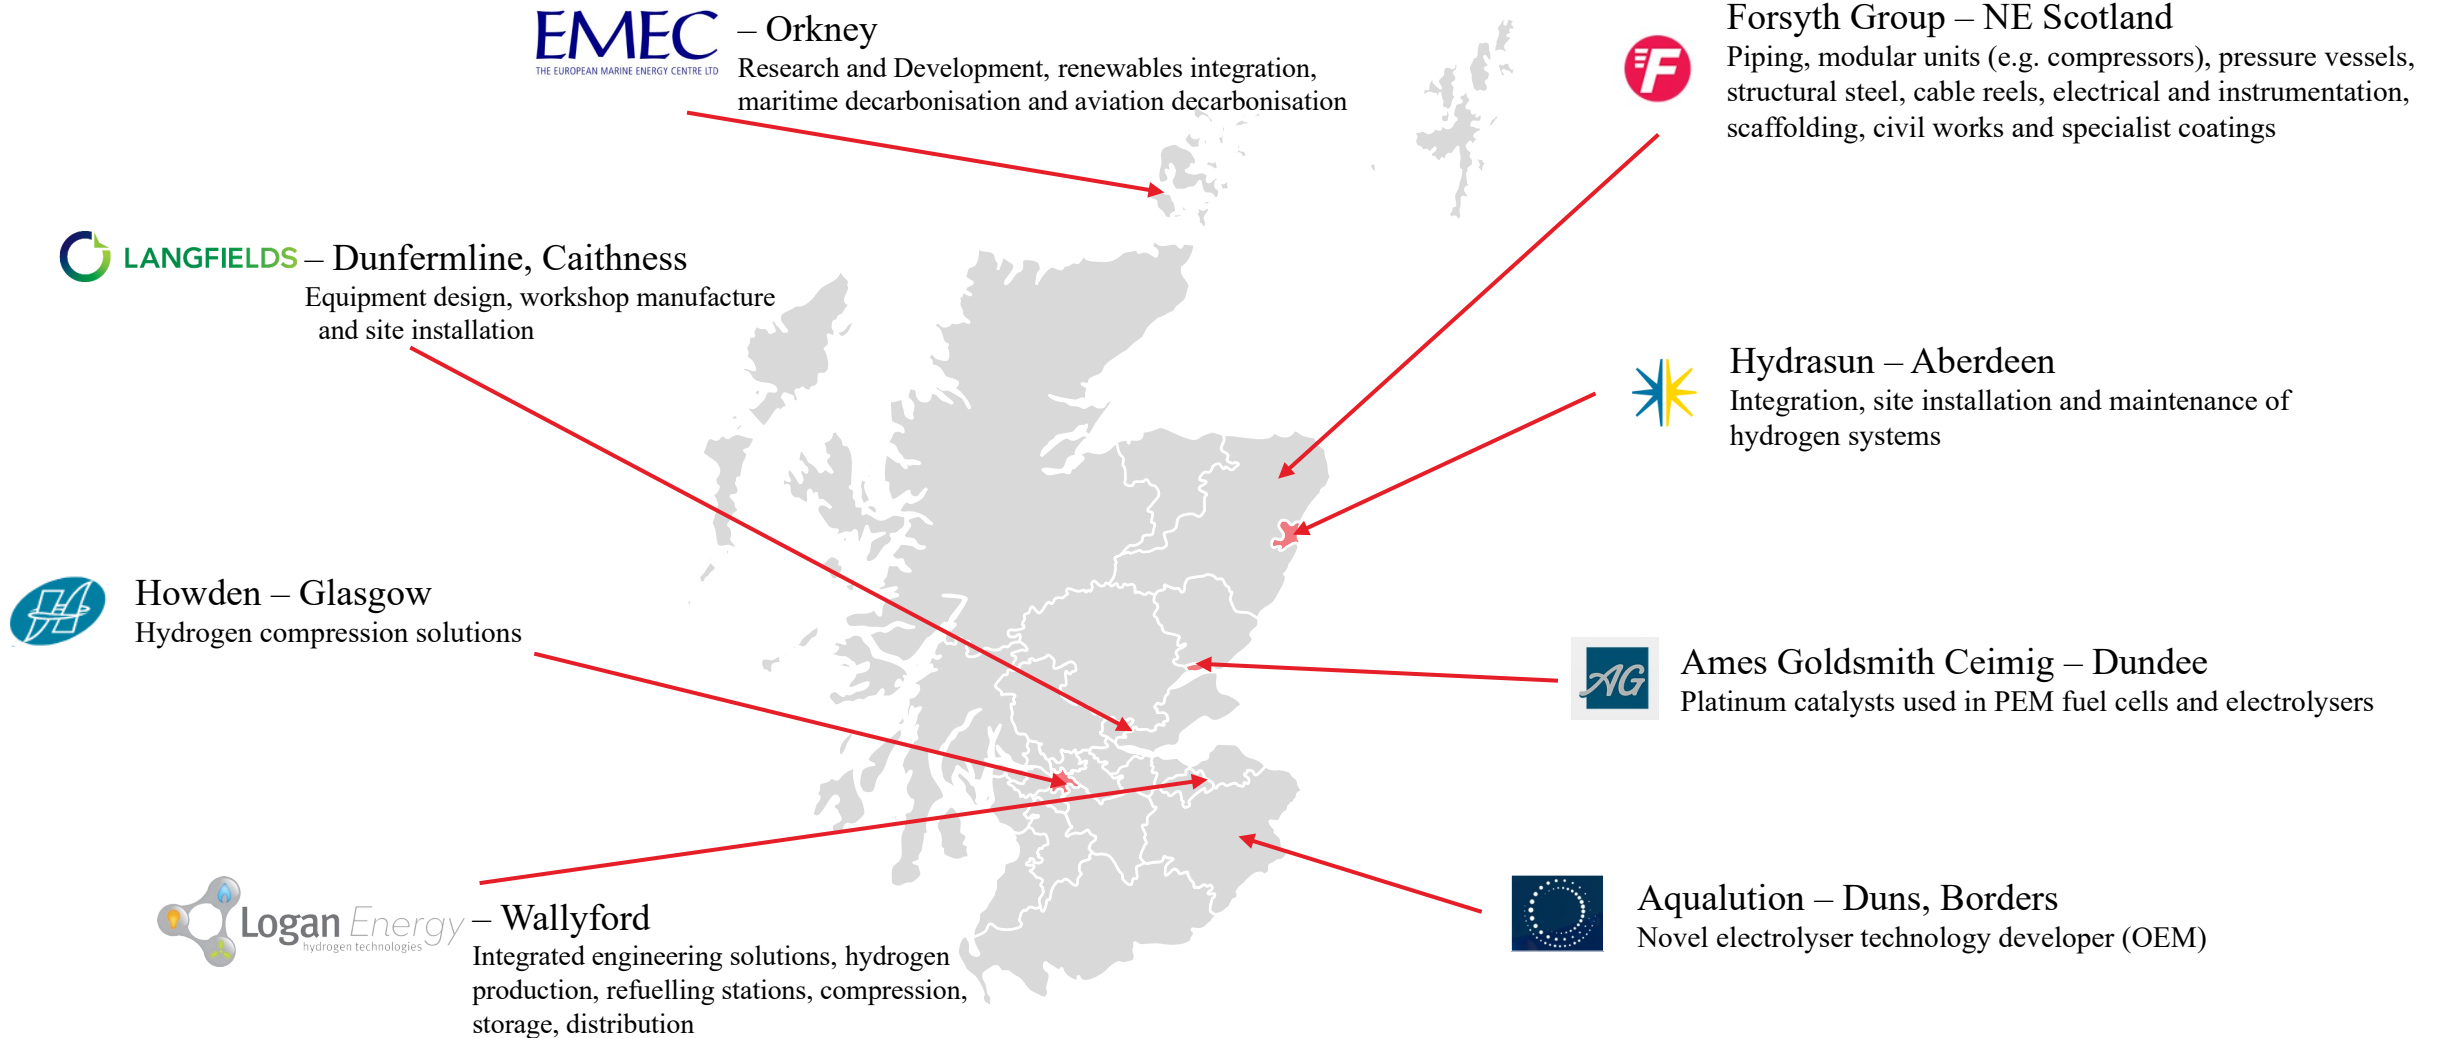 EMEC
THE EUROPEAN MARINE ENERGY CENTRE LTD
– Orkney
Research and Development, renewables integration,
maritime decarbonisation and aviation decarbonisation
F
Forsyth Group – NE Scotland
Piping, modular units (e.g. compressors), pressure vessels,
structural steel, cable reels, electrical and instrumentation,
scaffolding, civil works and specialist coatings
LANGFIELDS – Dunfermline, Caithness
Equipment design, workshop manufacture
and site installation
Hydrasun – Aberdeen
Integration, site installation and maintenance of
hydrogen systems
H
Howden – Glasgow
Hydrogen compression solutions
AG
Ames Goldsmith Ceimig – Dundee
Platinum catalysts used in PEM fuel cells and electrolysers
Logan Energy – Wallyford
hydrogen technologies
Integrated engineering solutions, hydrogen
production, refuelling stations, compression,
storage, distribution
Aqualution – Duns, Borders
Novel electrolyser technology developer (OEM)